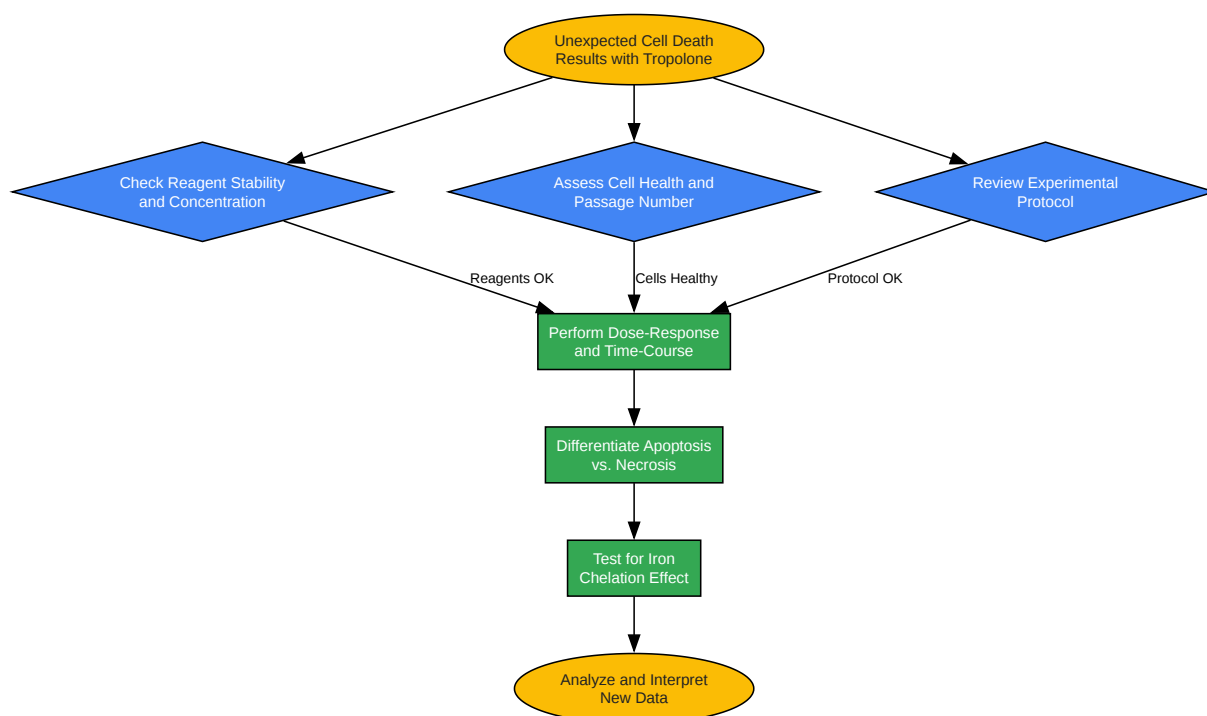 Unexpected Cell Death
Results with Tropolone
Check Reagent Stability
and Concentration
Assess Cell Health and
Passage Number
Review Experimental
Protocol
Reagents OK
Cells Healthy
Protocol OK
Perform Dose-Response
and Time-Course
Differentiate Apoptosis
vs. Necrosis
Test for Iron
Chelation Effect
Analyze and Interpret
New Data